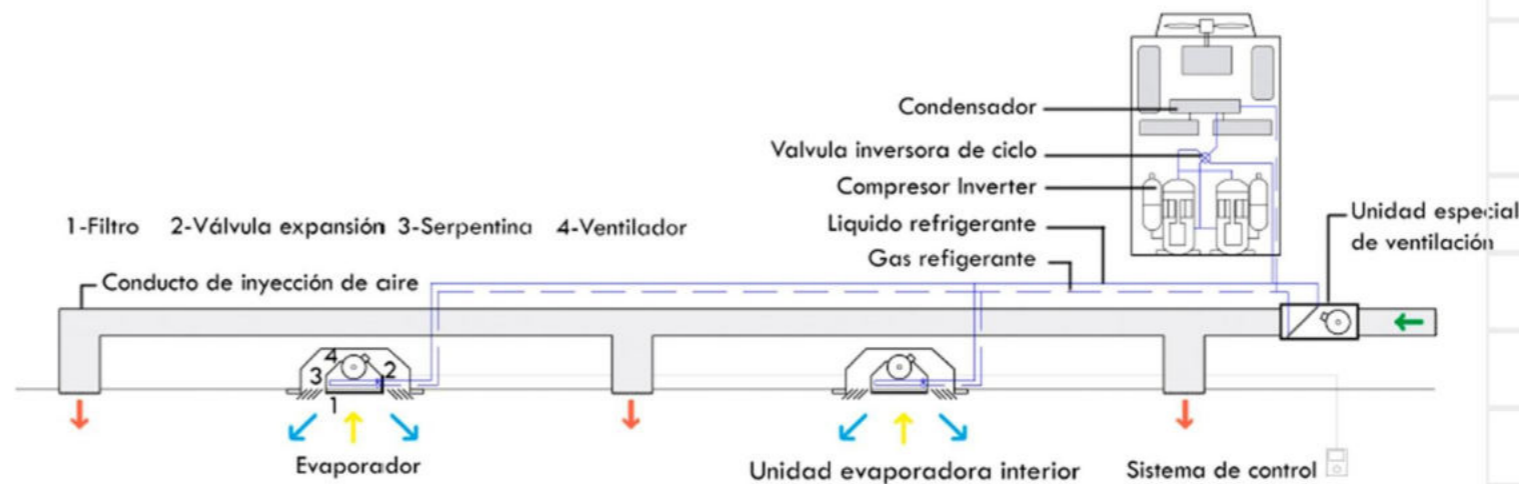 Condensador
Valvula inversora de ciclo
Compresor Inverter
Liquido refrigerante
Gas refigerante
Unidad especial
de ventilación
1-Filtro 2-Válvula expansión 3-Serpentina 4-Ventilador
Conducto de inyección de aire
4
3
2
1
Evaporador
Unidad evaporadora interior
Sistema de control